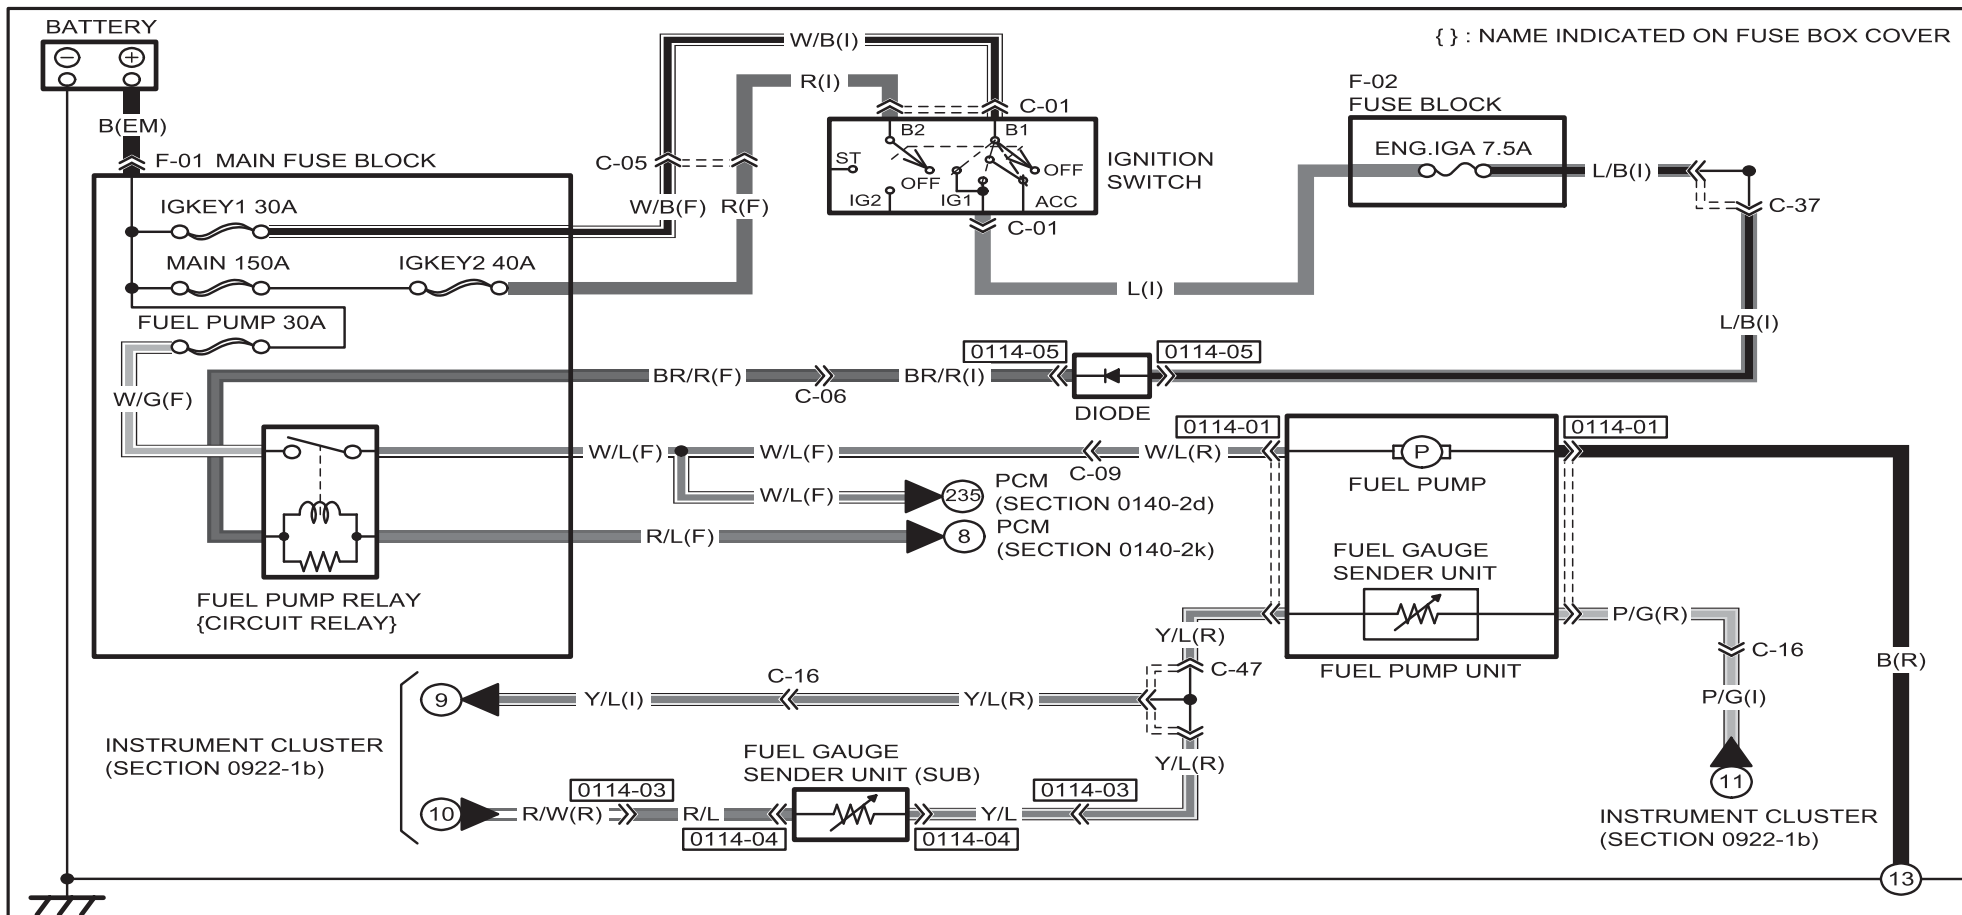 BATTERY
{ } : NAME INDICATED ON FUSE BOX COVER
− +
W/B(I)
R(I)
F-02
FUSE BLOCK
C-01
B(EM)
B2 B1
ENG.IGA 7.5A
F-01 MAIN FUSE BLOCK
C-05
ST
OFF OFF
IGNITION
SWITCH
L/B(I)
IGKEY1 30A
W/B(F) R(F)
IG2 IG1 ACC
C-37
C-01
MAIN 150A IGKEY2 40A
L(I)
FUEL PUMP 30A
L/B(I)
0114-05 0114-05
BR/R(F) BR/R(I)
C-06
DIODE
W/G(F)
0114-01 0114-01
W/L(F) W/L(F) W/L(R)
P
C-09
FUEL PUMP
W/L(F) 235 PCM
(SECTION 0140-2d)
R/L(F) 8 PCM
(SECTION 0140-2k)
FUEL GAUGE
SENDER UNIT
FUEL PUMP RELAY
{CIRCUIT RELAY}
P/G(R)
Y/L(R)
C-16
FUEL PUMP UNIT
B(R)
C-47
C-16
9 Y/L(I) Y/L(R)
P/G(I)
INSTRUMENT CLUSTER
(SECTION 0922-1b)
FUEL GAUGE
SENDER UNIT (SUB)
Y/L(R)
11
0114-03 0114-03
10 R/W(R) R/L Y/L
0114-04 0114-04
INSTRUMENT CLUSTER
(SECTION 0922-1b)
13